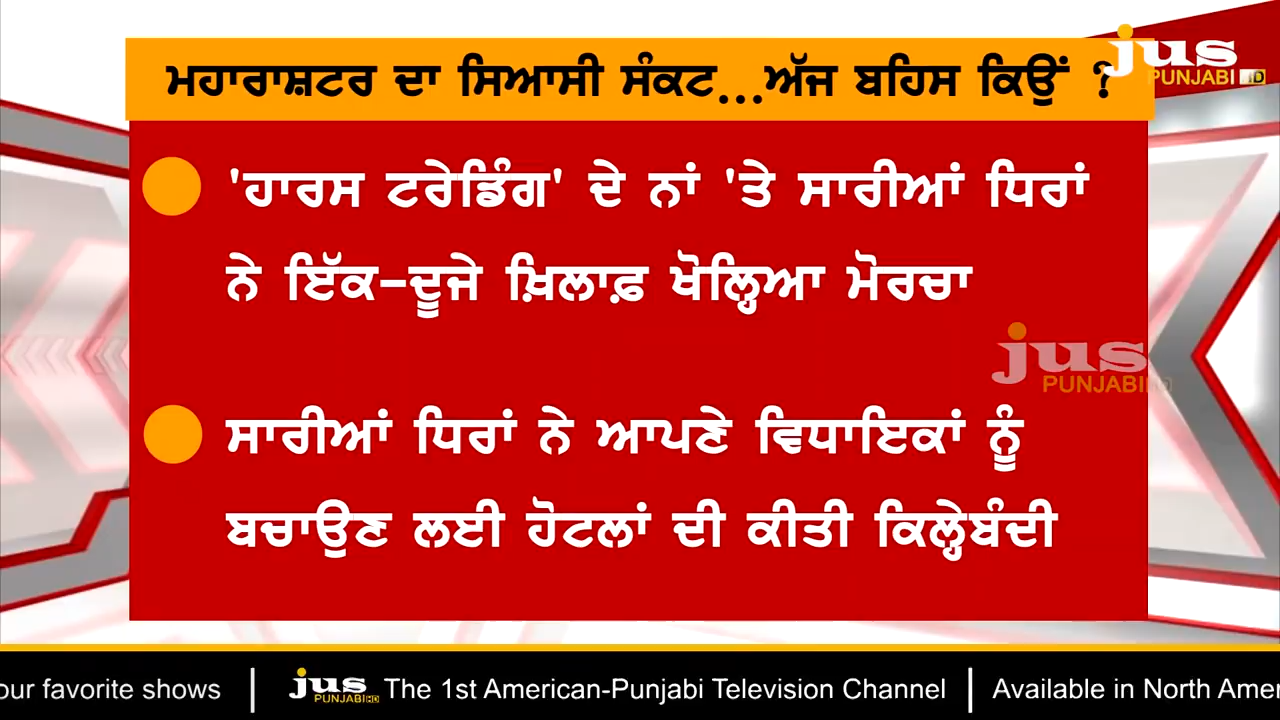 ਮਹਾਰਾਸ਼ਟਰ ਦਾ ਸਿਆਸੀ ਸੰਕਟ...ਅੱਜ ਬਹਿਸ ਕਿਉਂ ?
jus
PUNJABI HD
'ਹਾਰਸ ਟਰੇਡਿੰਗ' ਦੇ ਨਾਂ 'ਤੇ ਸਾਰੀਆਂ ਧਿਰਾਂ
ਨੇ ਇੱਕ-ਦੂਜੇ ਖ਼ਿਲਾਫ਼ ਖੋਲ੍ਹਿਆ ਮੋਰਚਾ
jus
PUNJABI HD
ਸਾਰੀਆਂ ਧਿਰਾਂ ਨੇ ਆਪਣੇ ਵਿਧਾਇਕਾਂ ਨੂੰ
ਬਚਾਉਣ ਲਈ ਹੋਟਲਾਂ ਦੀ ਕੀਤੀ ਕਿਲ੍ਹੇਬੰਦੀ
our favorite shows | jus PUNJABI HD The 1st American-Punjabi Television Channel | Available in North Amer